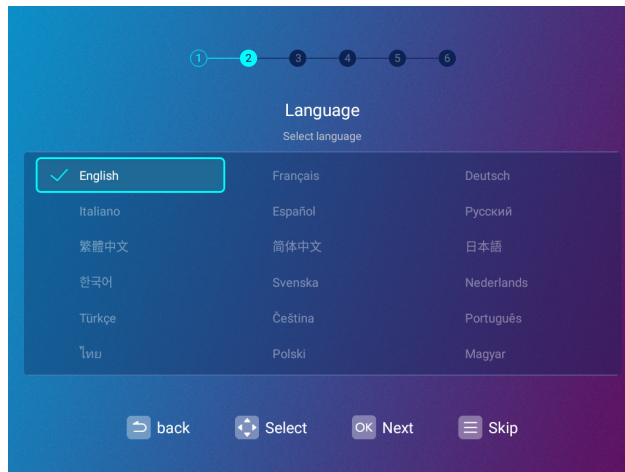 1 2 3 4 5 6
Language
Select language
English Français Deutsch
Italiano Español Русский
繁體中文 简体中文 日本語
한국어 Svenska Nederlands
Türkçe Čeština Português
ไทย Polski Magyar
back Select OK Next Skip